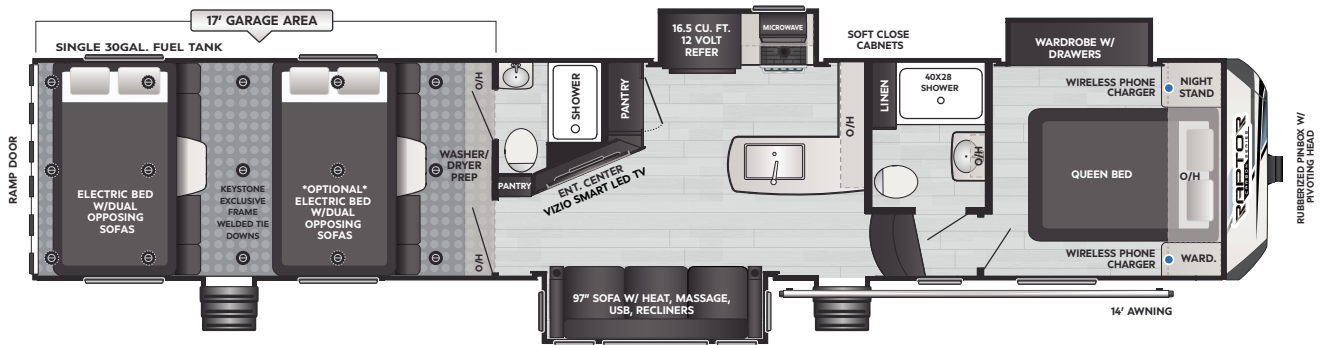 17' GARAGE AREA
SINGLE 30GAL. FUEL TANK
RAMP DOOR
ELECTRIC BED
W/DUAL
OPPOSING
SOFAS
KEYSTONE
EXCLUSIVE
FRAME
WELDED TIE
DOWNS
*OPTIONAL*
ELECTRIC BED
W/DUAL
OPPOSING
SOFAS
O/H
WASHER/
DRYER
PREP
O/H
SHOWER
PANTRY
PANTRY
ENT. CENTER
VIZIO SMART LED TV
16.5 CU. FT.
12 VOLT
REFER
MICROWAVE
97" SOFA W/ HEAT, MASSAGE,
USB, RECLINERS
SOFT CLOSE
CABNETS
O/H
LINEN
40X28
SHOWER
O/H
WARDROBE W/
DRAWERS
WIRELESS PHONE
CHARGER
NIGHT
STAND
QUEEN BED
O/H
WIRELESS PHONE
CHARGER
WARD.
14' AWNING
RAPTOR
RUBBERIZED PINBOX W/
PIVOTING HEAD